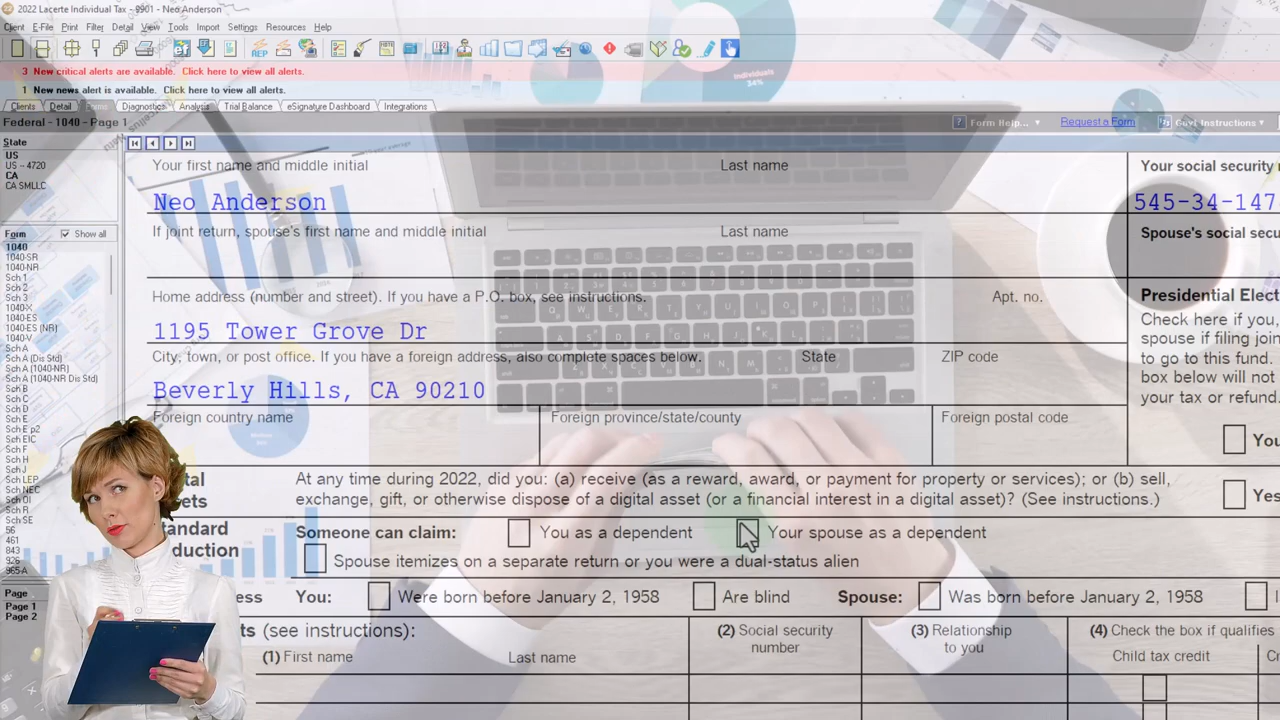 2022 Lacerte Individual Tax - 9901 - Neo Anderson
Client E-File Print Filter Detail View Tools Import Settings Resources Help
3 New critical alerts are available. Click here to view all alerts.
1 New news alert is available. Click here to view all alerts.
Clients Detail Forms Diagnostics Analysis Trial Balance eSignature Dashboard Integrations
Federal - 1040 - Page 1 Form Help... Request a Form Govt Instructions
State
US
US - 4720
CA
CA SMLLC
Form Show all
1040
1040-SR
1040-NR
Sch 1
Sch 2
Sch 3
1040-X
1040-ES
1040-ES (NR)
1040-V
Sch A
Sch A (Dis Std)
Sch A (1040-NR)
Sch A (1040-NR Dis Std)
Sch B
Sch C
Sch D
Sch E
Sch E p2
Sch EIC
Sch F
Sch H
Sch J
Sch LEP
Sch NEC
Sch OI
Sch R
Sch SE
56
461
843
926
965-A
Page
Page 1
Page 2
Your first name and middle initial Last name Your social security
Neo Anderson 545-34-147
If joint return, spouse's first name and middle initial Last name Spouse's social secu
Home address (number and street). If you have a P.O. box, see instructions. Apt. no. Presidential Elect
1195 Tower Grove Dr
City, town, or post office. If you have a foreign address, also complete spaces below. State ZIP code
Beverly Hills, CA 90210
Check here if you,
spouse if filing join
to go to this fund.
box below will not
your tax or refund.
Foreign country name Foreign province/state/county Foreign postal code
You
tal
ets
At any time during 2022, did you: (a) receive (as a reward, award, or payment for property or services); or (b) sell,
exchange, gift, or otherwise dispose of a digital asset (or a financial interest in a digital asset)? (See instructions.) Yes
tandard
duction
Someone can claim: You as a dependent Your spouse as a dependent
Spouse itemizes on a separate return or you were a dual-status alien
ess You: Were born before January 2, 1958 Are blind Spouse: Was born before January 2, 1958
ts (see instructions): (2) Social security number (3) Relationship to you (4) Check the box if qualifies
(1) First name Last name Child tax credit
Individuals
34%